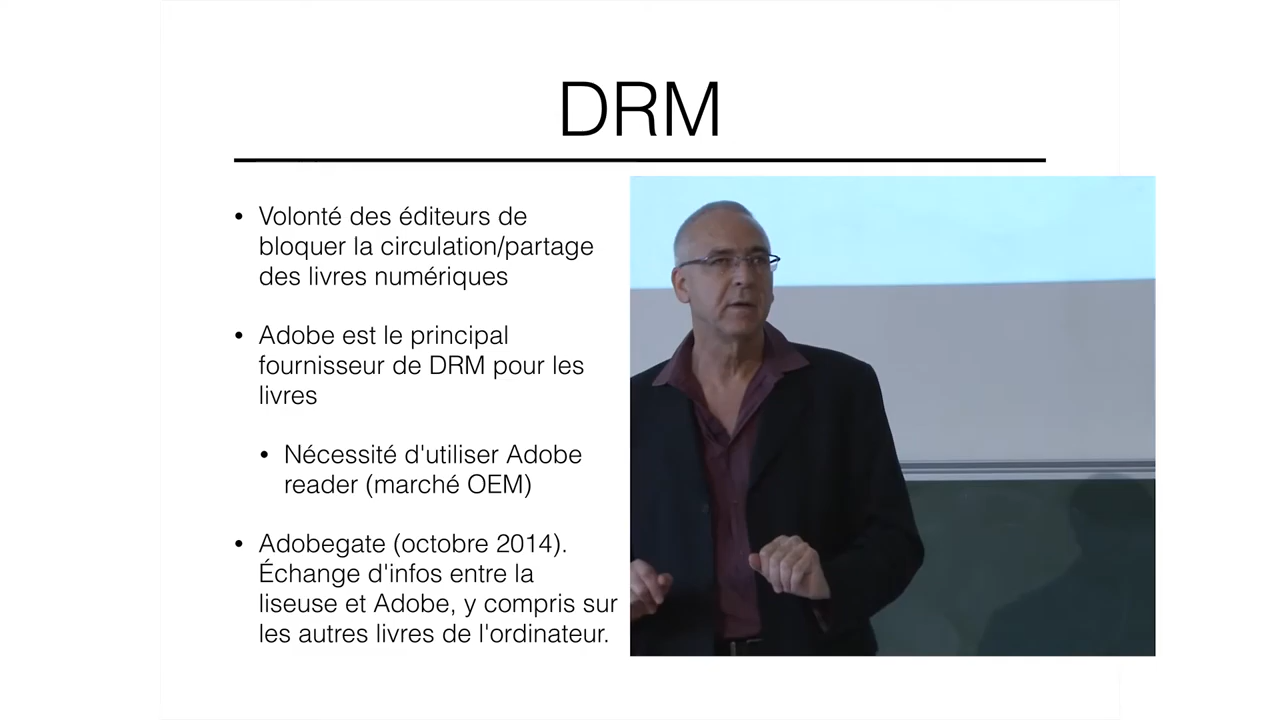 DRM
• Volonté des éditeurs de
bloquer la circulation/partage
des livres numériques
• Adobe est le principal
fournisseur de DRM pour les
livres
• Nécessité d'utiliser Adobe
reader (marché OEM)
• Adobegate (octobre 2014).
Échange d'infos entre la
liseuse et Adobe, y compris sur
les autres livres de l'ordinateur.